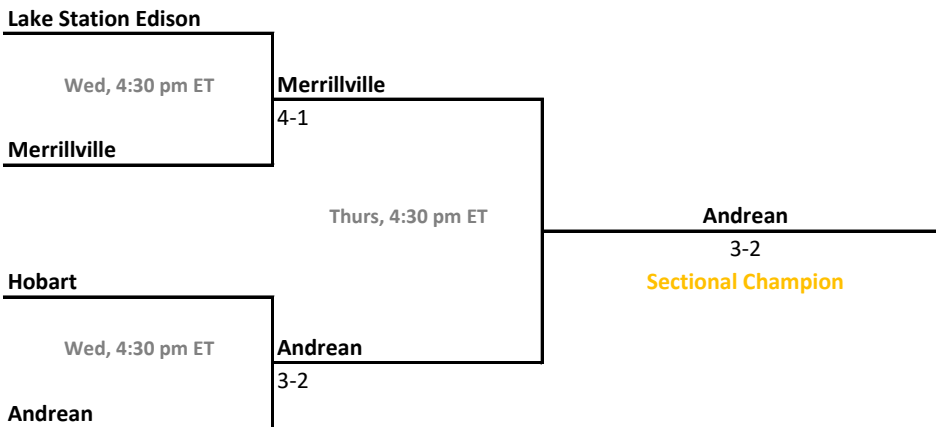 Lake Station Edison
Wed, 4:30 pm ET
Merrillville
4-1
Merrillville
Thurs, 4:30 pm ET
Andrean
3-2
Sectional Champion
Hobart
Wed, 4:30 pm ET
Andrean
3-2
Andrean